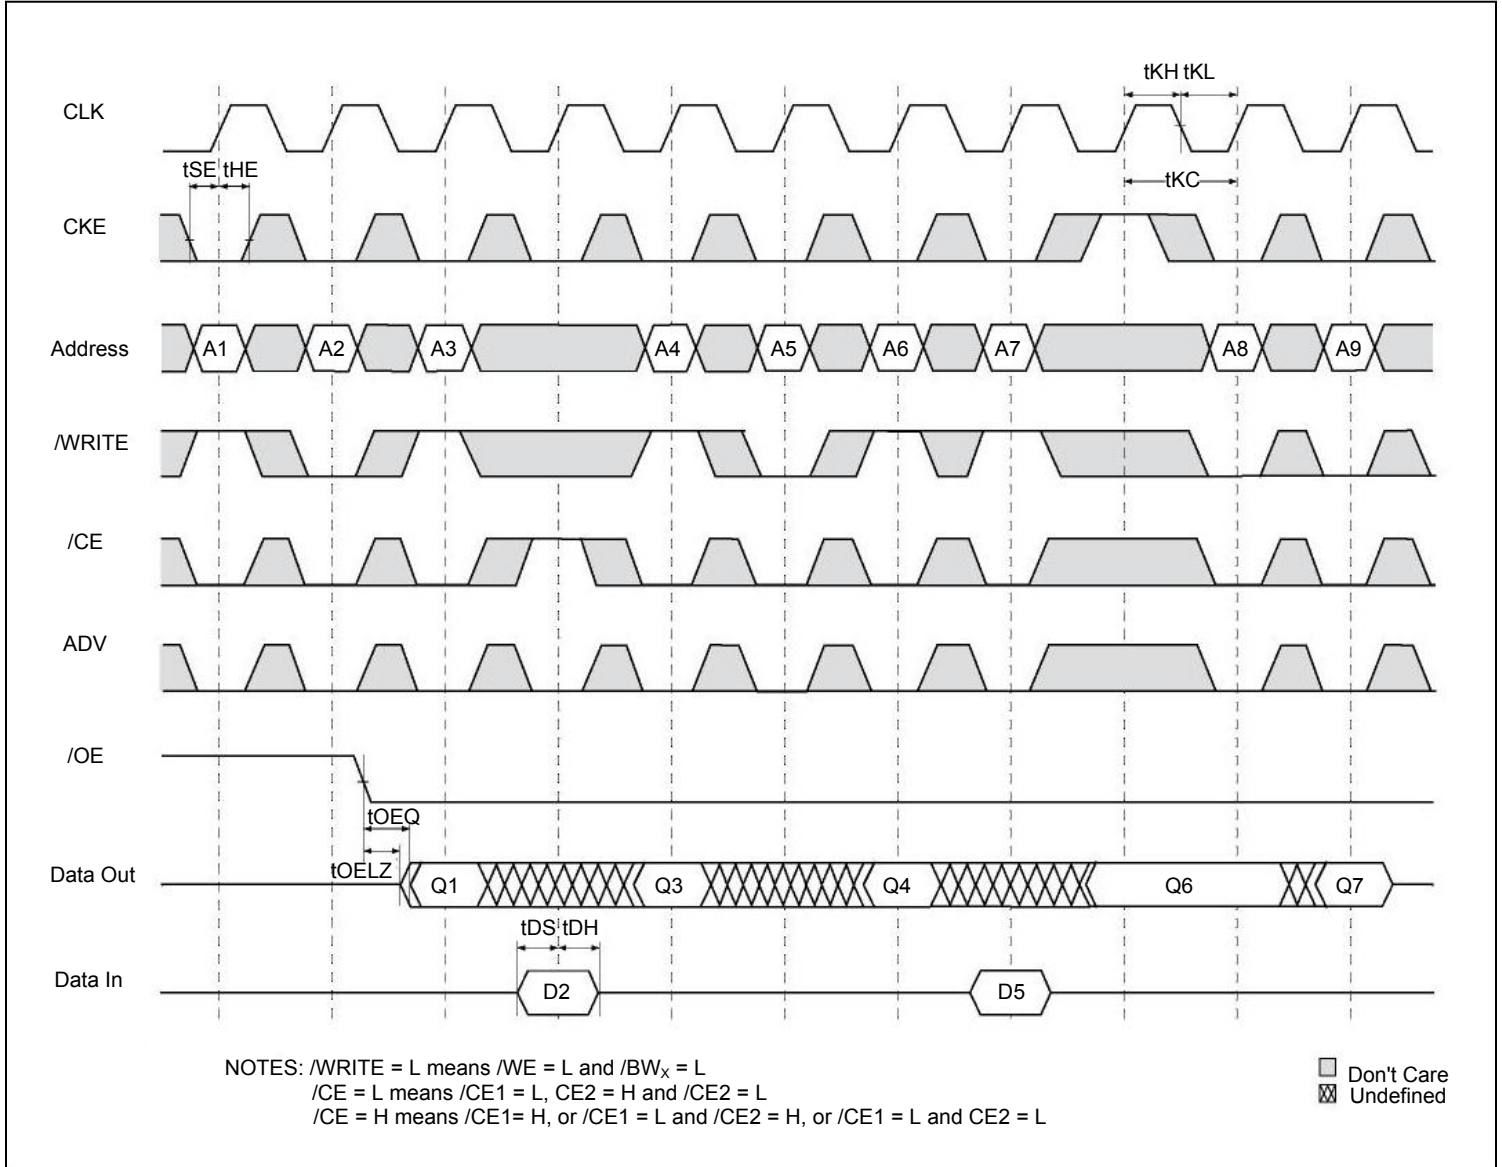 tKH tKL
CLK
tSE tHE
tKC
CKE
Address A1 A2 A3 A4 A5 A6 A7 A8 A9
/WRITE
/CE
ADV
/OE
tOEQ
tOELZ
Data Out Q1 Q3 Q4 Q6 Q7
tDS tDH
Data In D2 D5
NOTES: /WRITE = L means /WE = L and /BWX = L
/CE = L means /CE1 = L, CE2 = H and /CE2 = L
/CE = H means /CE1= H, or /CE1 = L and /CE2 = H, or /CE1 = L and CE2 = L
Don't Care
Undefined